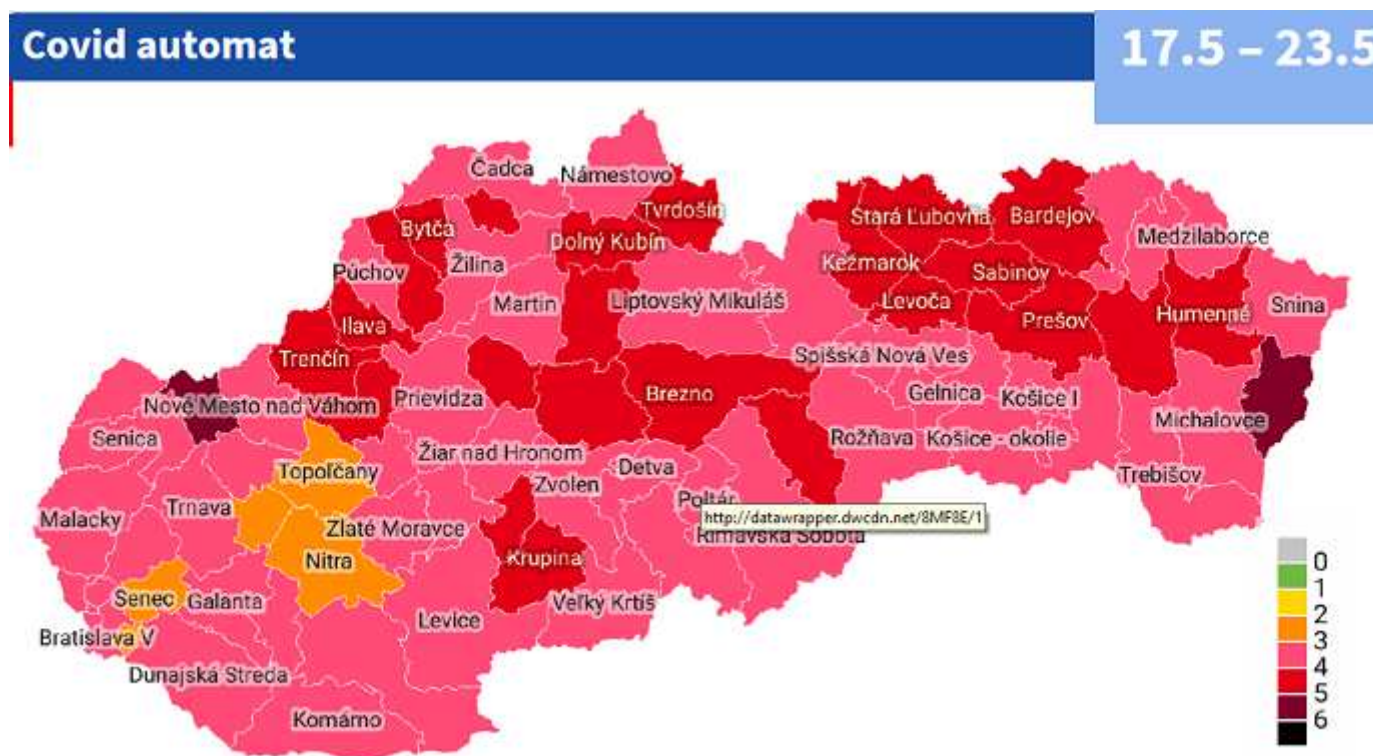 Covid automat
17.5 – 23.5
Čadca
Námestovo
Tvrdošín
Stará Ľubovňa
Bardejov
Bytča
Dolný Kubín
Medzilaborce
Púchov
Žilina
Kežmarok
Sabinov
Martin
Liptovský Mikuláš
Levoča
Snina
Ilava
Prešov
Humenné
Trenčín
Spišská Nová Ves
Brezno
Gelnica
Prievidza
Košice I
Nové Mesto nad Váhom
Michalovce
Senica
Rožňava
Košice - okolie
Žiar nad Hronom
Detva
Topoľčany
Zvolen
Trebišov
Poltár
Trnava
Malacky
Zlaté Moravce
http://datawrapper.dwcdn.net/8MF8E/1
Rimavská Sobota
Nitra
Krupina
Senec
Galanta
Veľký Krtíš
Levice
Bratislava V
Dunajská Streda
Komárno
0
1
2
3
4
5
6